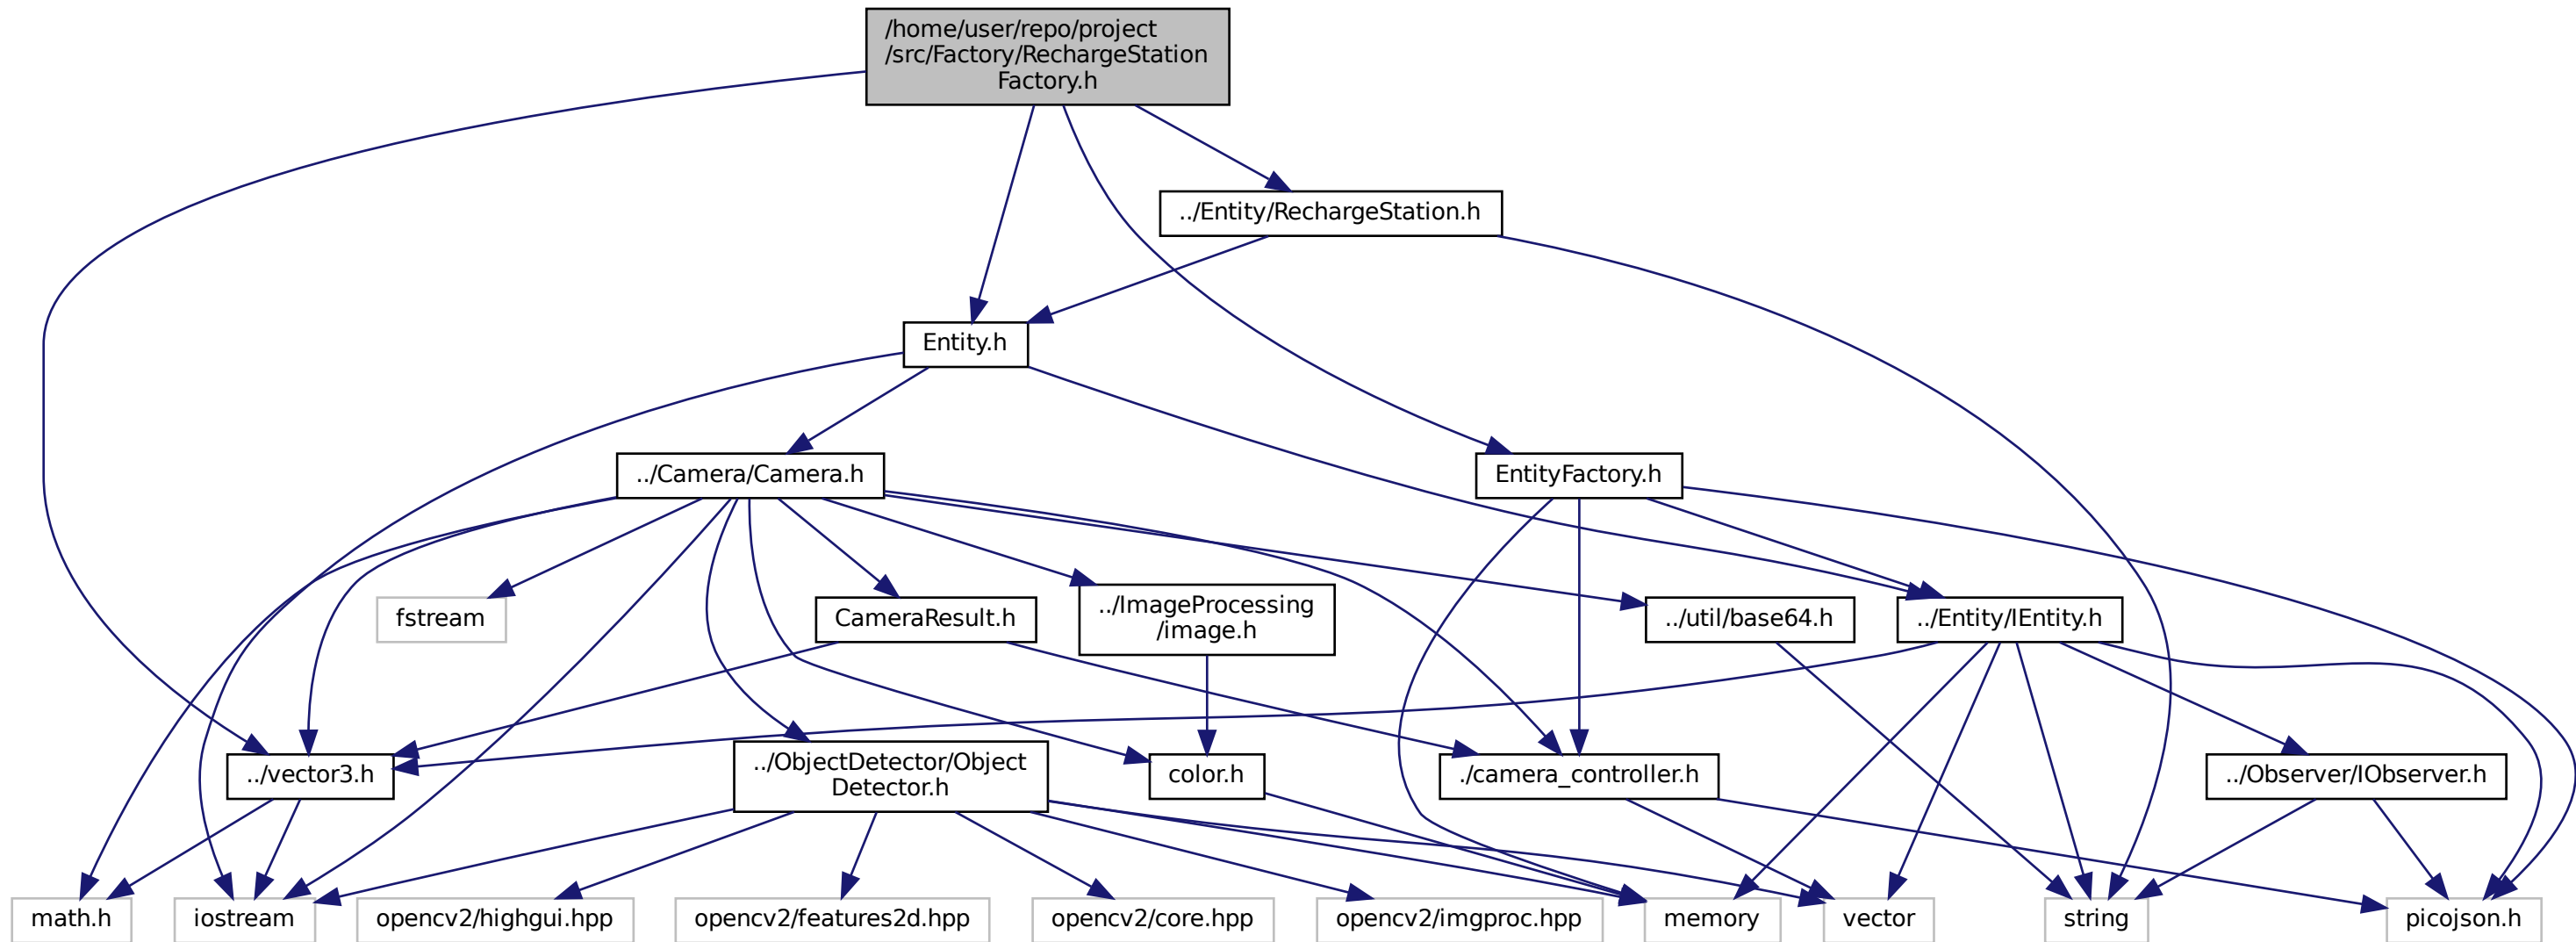 /home/user/repo/project
/src/Factory/RechargeStation
Factory.h
../Entity/RechargeStation.h
Entity.h
../Camera/Camera.h
EntityFactory.h
fstream
CameraResult.h
../ImageProcessing
/image.h
../util/base64.h
../Entity/IEntity.h
../vector3.h
../ObjectDetector/Object
Detector.h
color.h
./camera_controller.h
../Observer/IObserver.h
math.h
iostream
opencv2/highgui.hpp
opencv2/features2d.hpp
opencv2/core.hpp
opencv2/imgproc.hpp
memory
vector
string
picojson.h